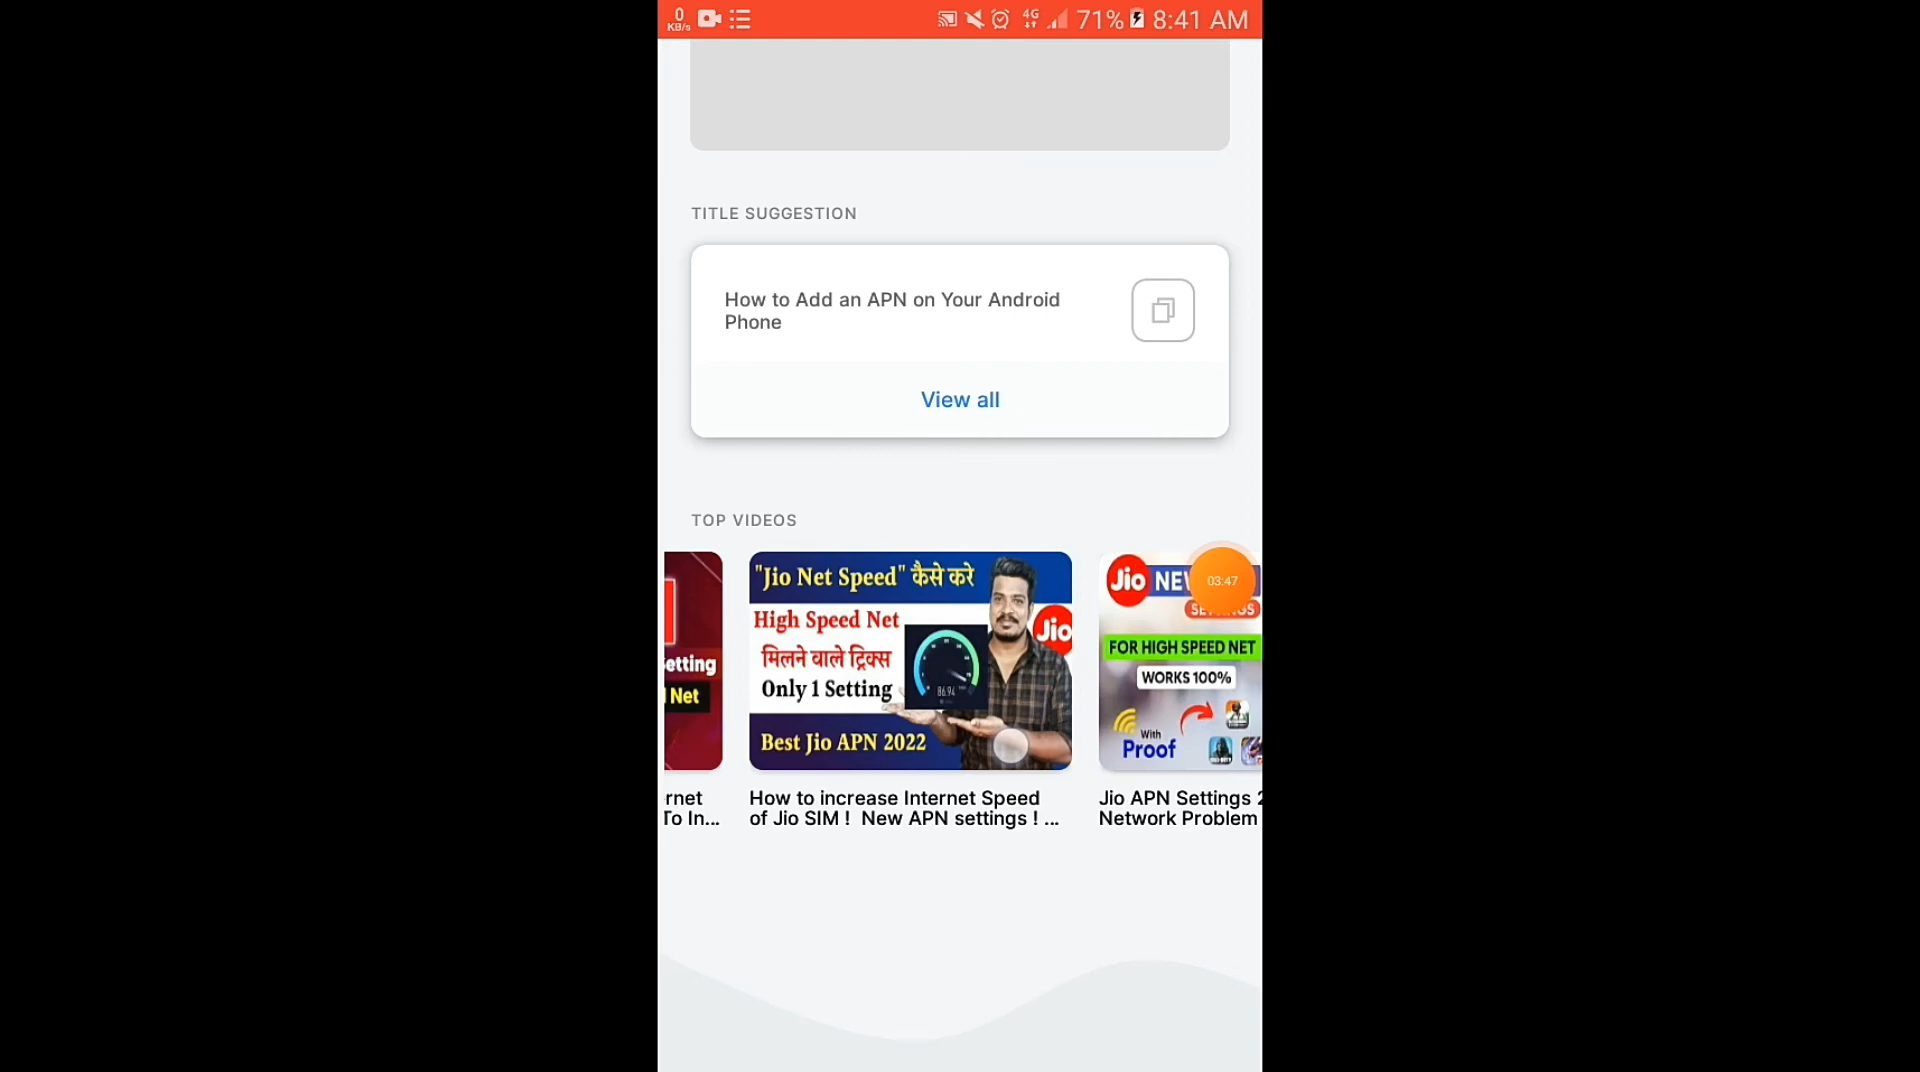 0
KB/s
4G
71%
8:41 AM
TITLE SUGGESTION
How to Add an APN on Your Android
Phone
View all
TOP VIDEOS
etting
Net
rnet
To In...
"Jio Net Speed" कैसे करे
High Speed Net
मिलने वाले ट्रिक्स
Only 1 Setting
Jio
86.94
Best Jio APN 2022
How to increase Internet Speed
of Jio SIM ! New APN settings ! ...
Jio NE
03:47
FOR HIGH SPEED NET
WORKS 100%
With
Proof
Jio APN Settings 2
Network Problem